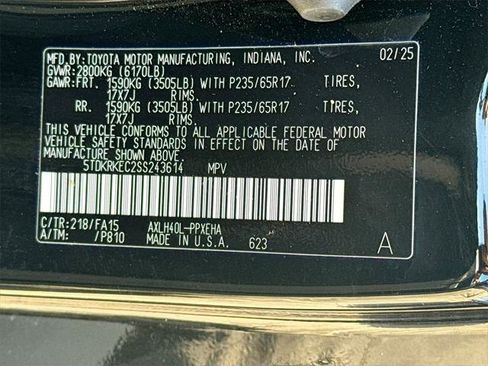 MFD.BY:TOYOTA MOTOR MANUFACTURING, INDIANA, INC. 02/25
GVWR: 2800KG (6170LB)
GAWR:FRT. 1590KG (3505LB) WITH P235/65R17 TIRES,
17X7J RIMS.
RR. 1590KG (3505LB) WITH P235/65R17 TIRES,
17X7J RIMS.
THIS VEHICLE CONFORMS TO ALL APPLICABLE FEDERAL MOTOR
VEHICLE SAFETY STANDARDS IN EFFECT ON THE DATE OF
MANUFACTURE SHOWN ABOVE.
5TDKRKEC2SS243614 MPV
C/TR:218/FA15 AXLH40L-PPXEHA
A/TM: /P810 MADE IN U.S.A. 623 A